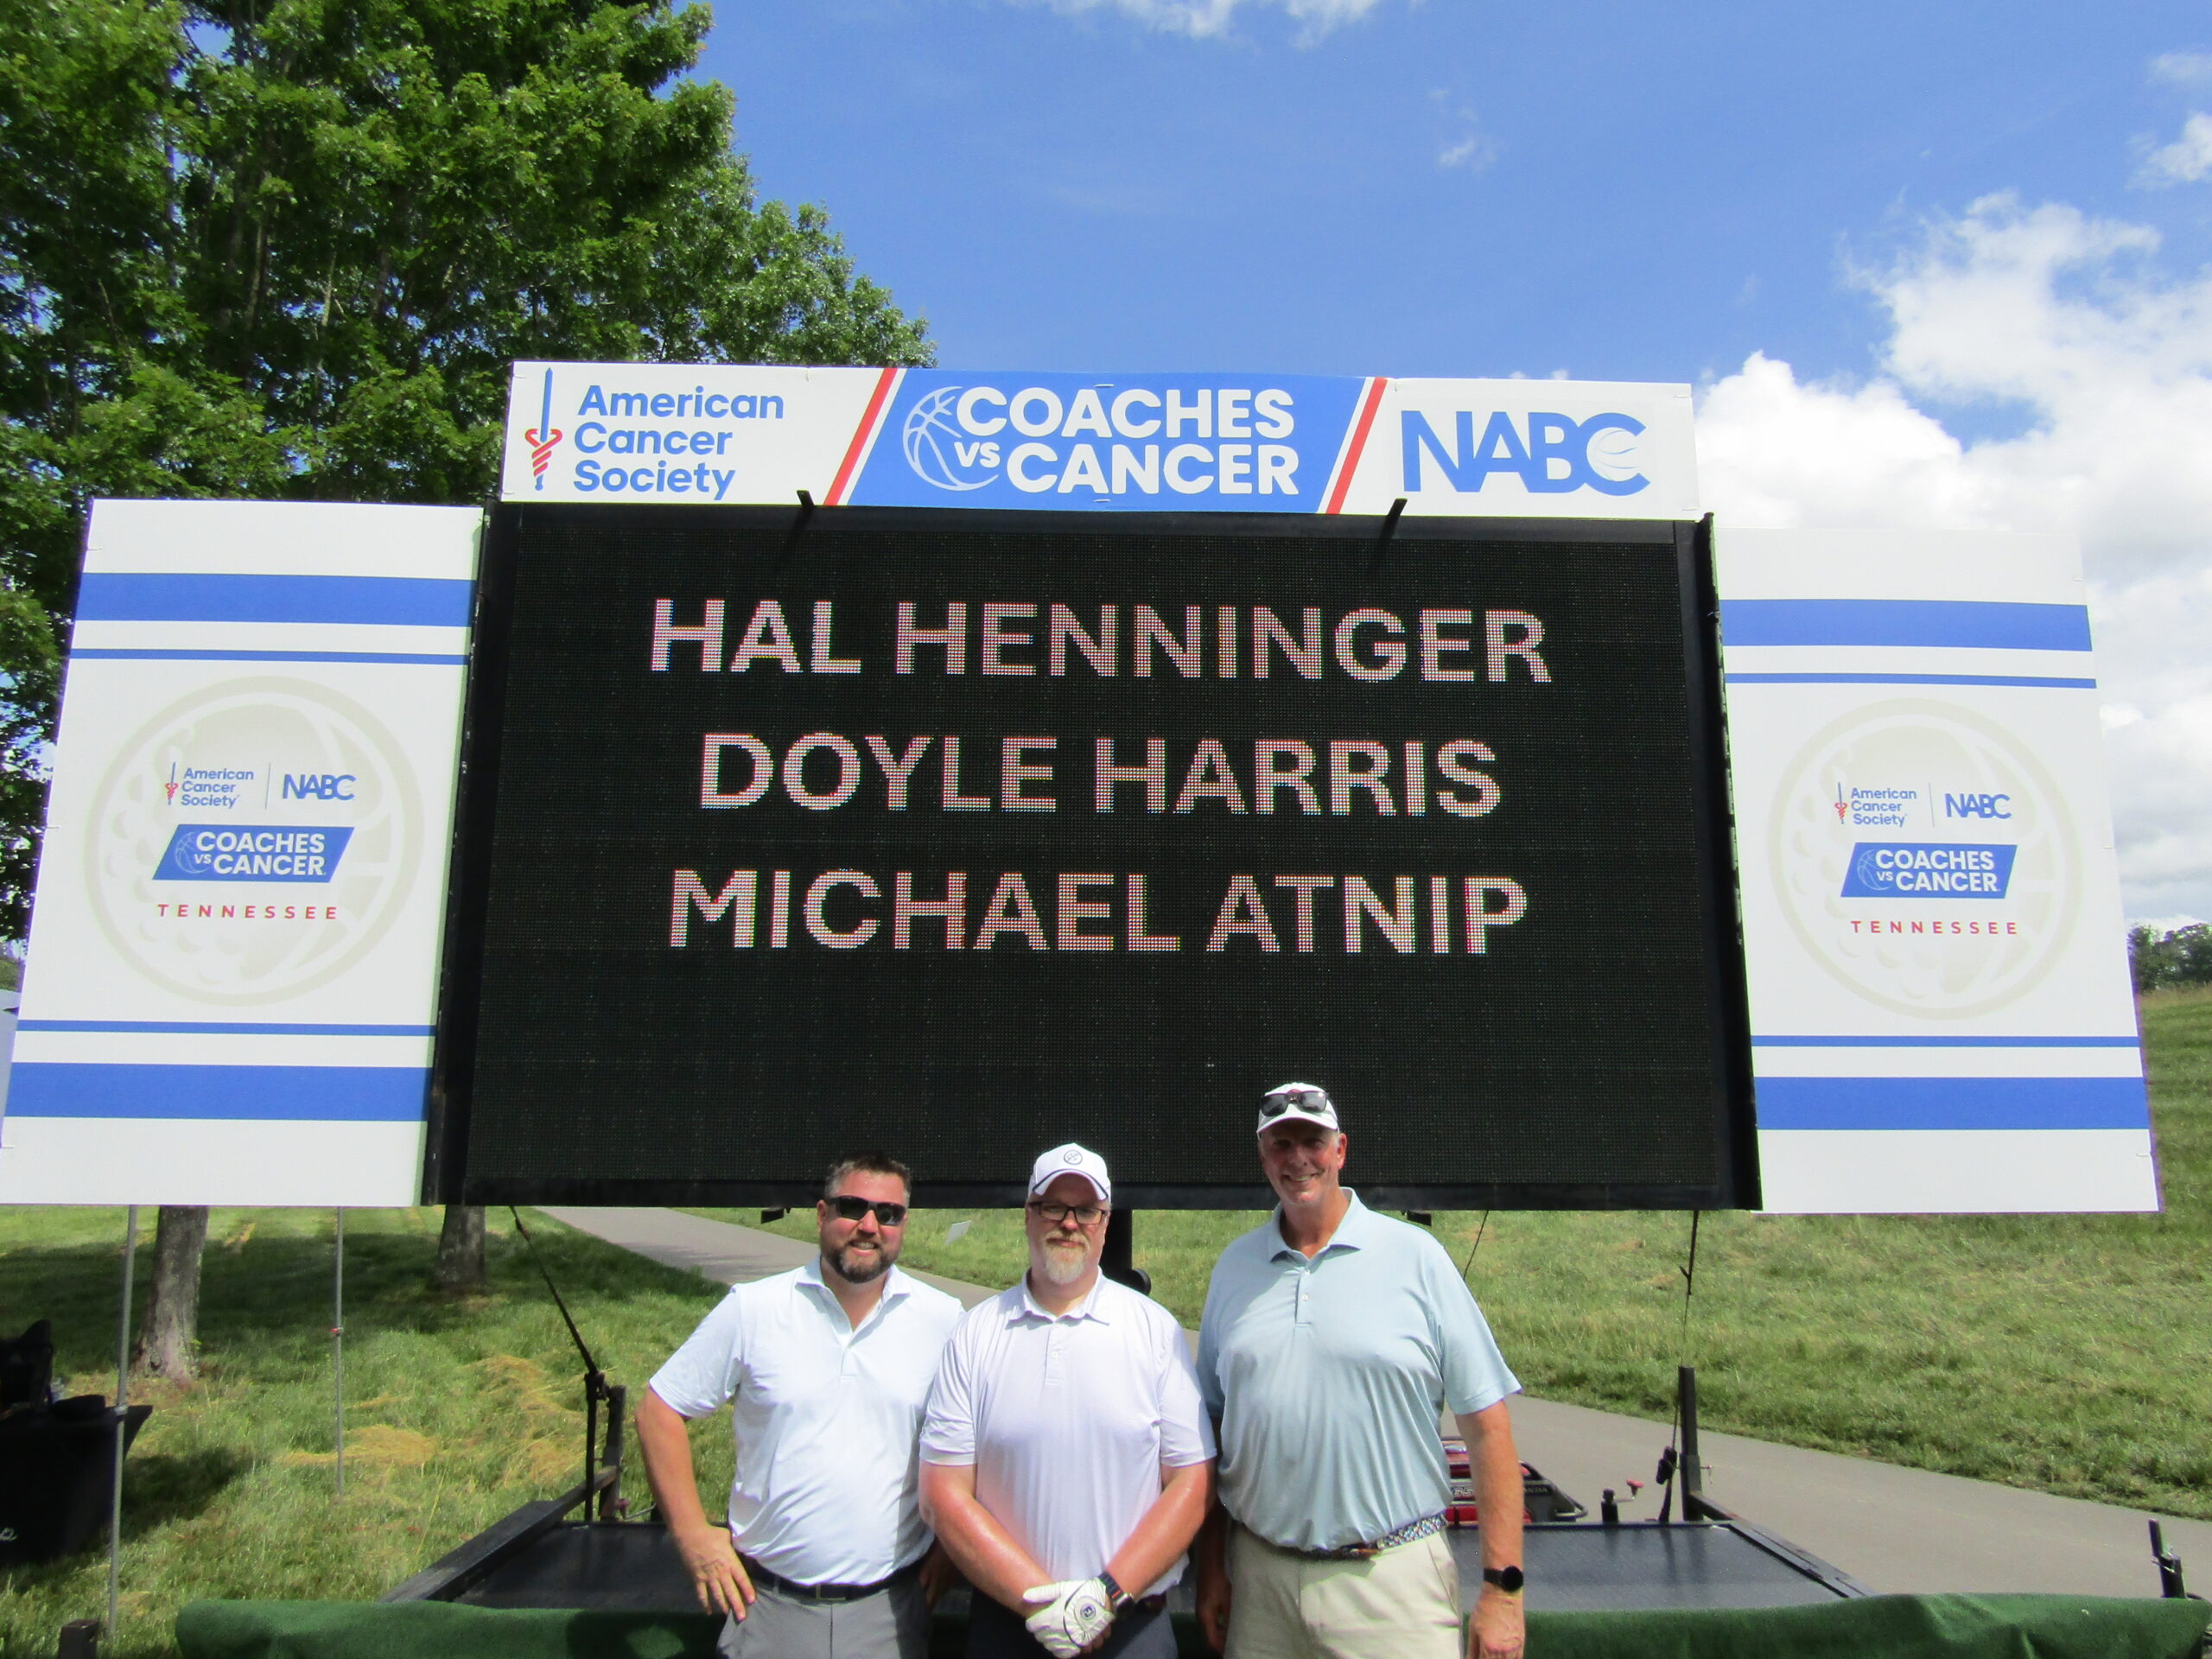 American
Cancer
Society
COACHES
VS CANCER
NABC
HAL HENNINGER
DOYLE HARRIS
MICHAEL ATNIP
American
Cancer
Society
NABC
COACHES
VS CANCER
TENNESSEE
American
Cancer
Society
NABC
COACHES
VS CANCER
TENNESSEE